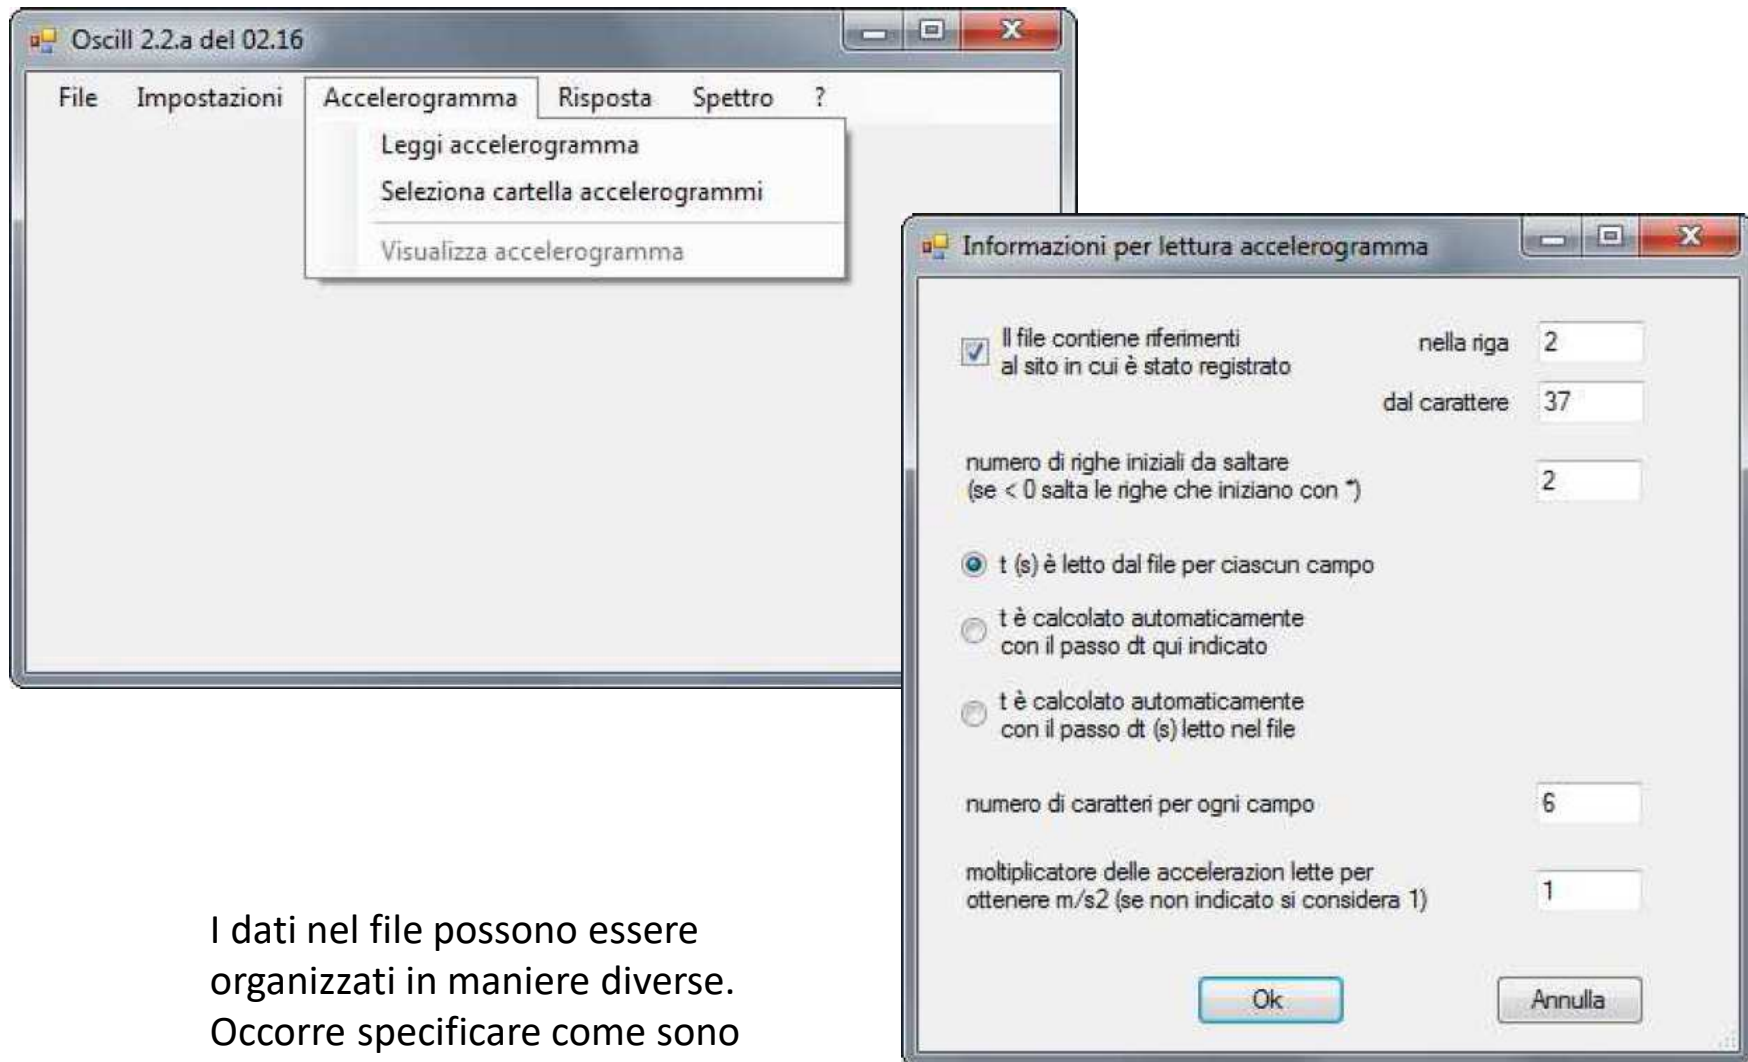 Oscill 2.2.a del 02.16
File Impostazioni Accelerogramma Risposta Spettro ?
Leggi accelerogramma
Seleziona cartella accelerogrammi
Visualizza accelerogramma
Informazioni per lettura accelerogramma
Il file contiene riferimenti
al sito in cui è stato registrato
nella riga 2
dal carattere 37
numero di righe iniziali da saltare
(se < 0 salta le righe che iniziano con *)
2
t (s) è letto dal file per ciascun campo
t è calcolato automaticamente
con il passo dt qui indicato
t è calcolato automaticamente
con il passo dt (s) letto nel file
numero di caratteri per ogni campo 6
moltiplicatore delle accelerazion lette per
ottenere m/s2 (se non indicato si considera 1)
1
Ok Annulla
I dati nel file possono essere
organizzati in maniere diverse.
Occorre specificare come sono